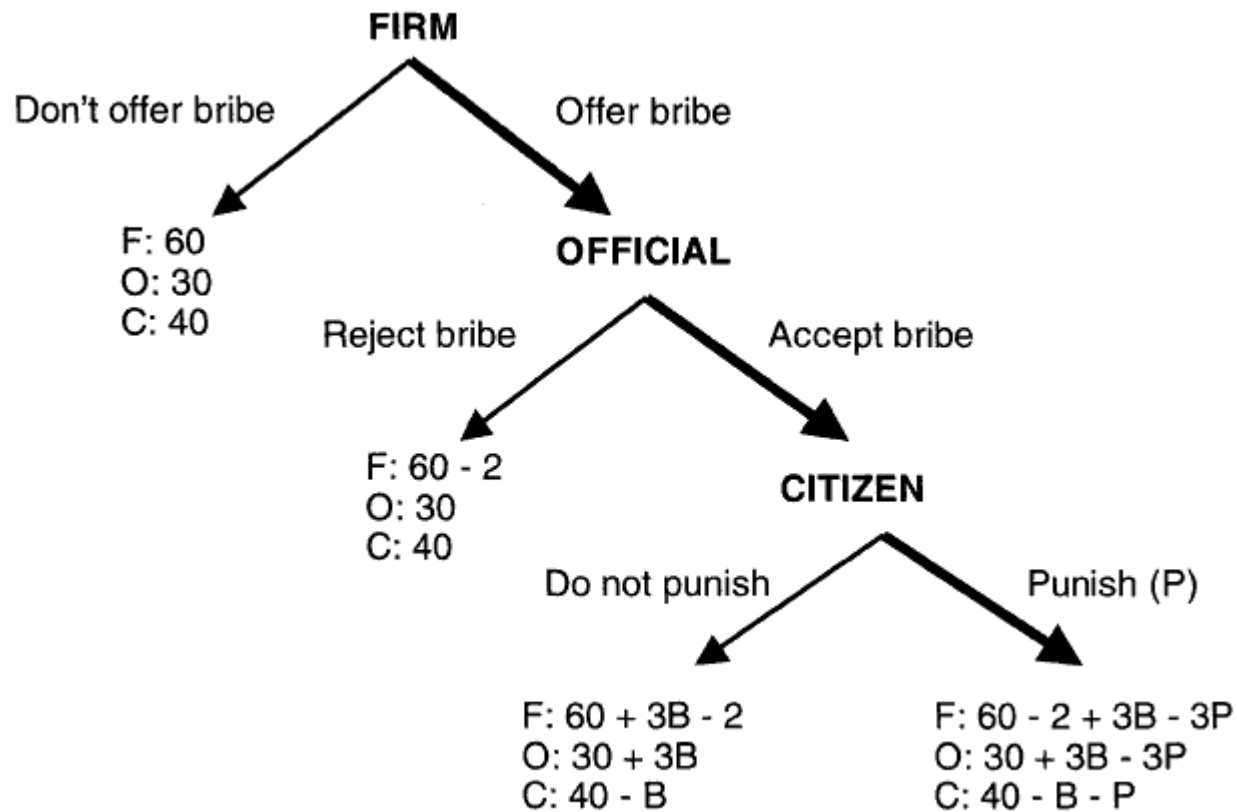 FIRM
Don't offer bribe
Offer bribe
F: 60
O: 30
C: 40
OFFICIAL
Reject bribe
Accept bribe
F: 60 - 2
O: 30
C: 40
CITIZEN
Do not punish
Punish (P)
F: 60 + 3B - 2
O: 30 + 3B
C: 40 - B
F: 60 - 2 + 3B - 3P
O: 30 + 3B - 3P
C: 40 - B - P